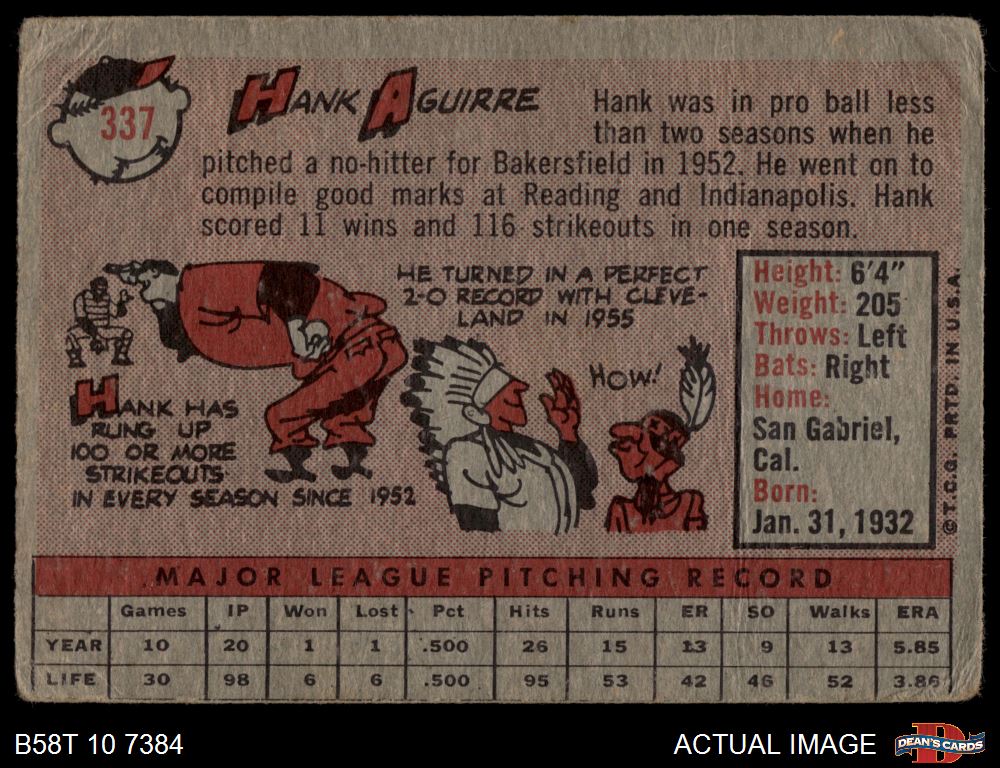 337
HANK AGUIRRE
Hank was in pro ball less
than two seasons when he
pitched a no-hitter for Bakersfield in 1952. He went on to
compile good marks at Reading and Indianapolis. Hank
scored 11 wins and 116 strikeouts in one season.
HE TURNED IN A PERFECT
2-0 RECORD WITH CLEVE-
LAND IN 1955
HOW!
HANK HAS
RUNG UP
100 OR MORE
STRIKEOUTS
IN EVERY SEASON SINCE 1952
Height: 6'4"
Weight: 205
Throws: Left
Bats: Right
Home:
San Gabriel,
Cal.
Born:
Jan. 31, 1932
© T.C.G. PRTD. IN U.S.A.
MAJOR LEAGUE PITCHING RECORD
Games IP Won Lost Pct Hits Runs ER SO Walks ERA
YEAR 10 20 1 1 .500 26 15 13 9 13 5.85
LIFE 30 98 6 6 .500 95 53 42 46 52 3.86
B58T 10 7384
ACTUAL IMAGE
DEAN'S CARDS